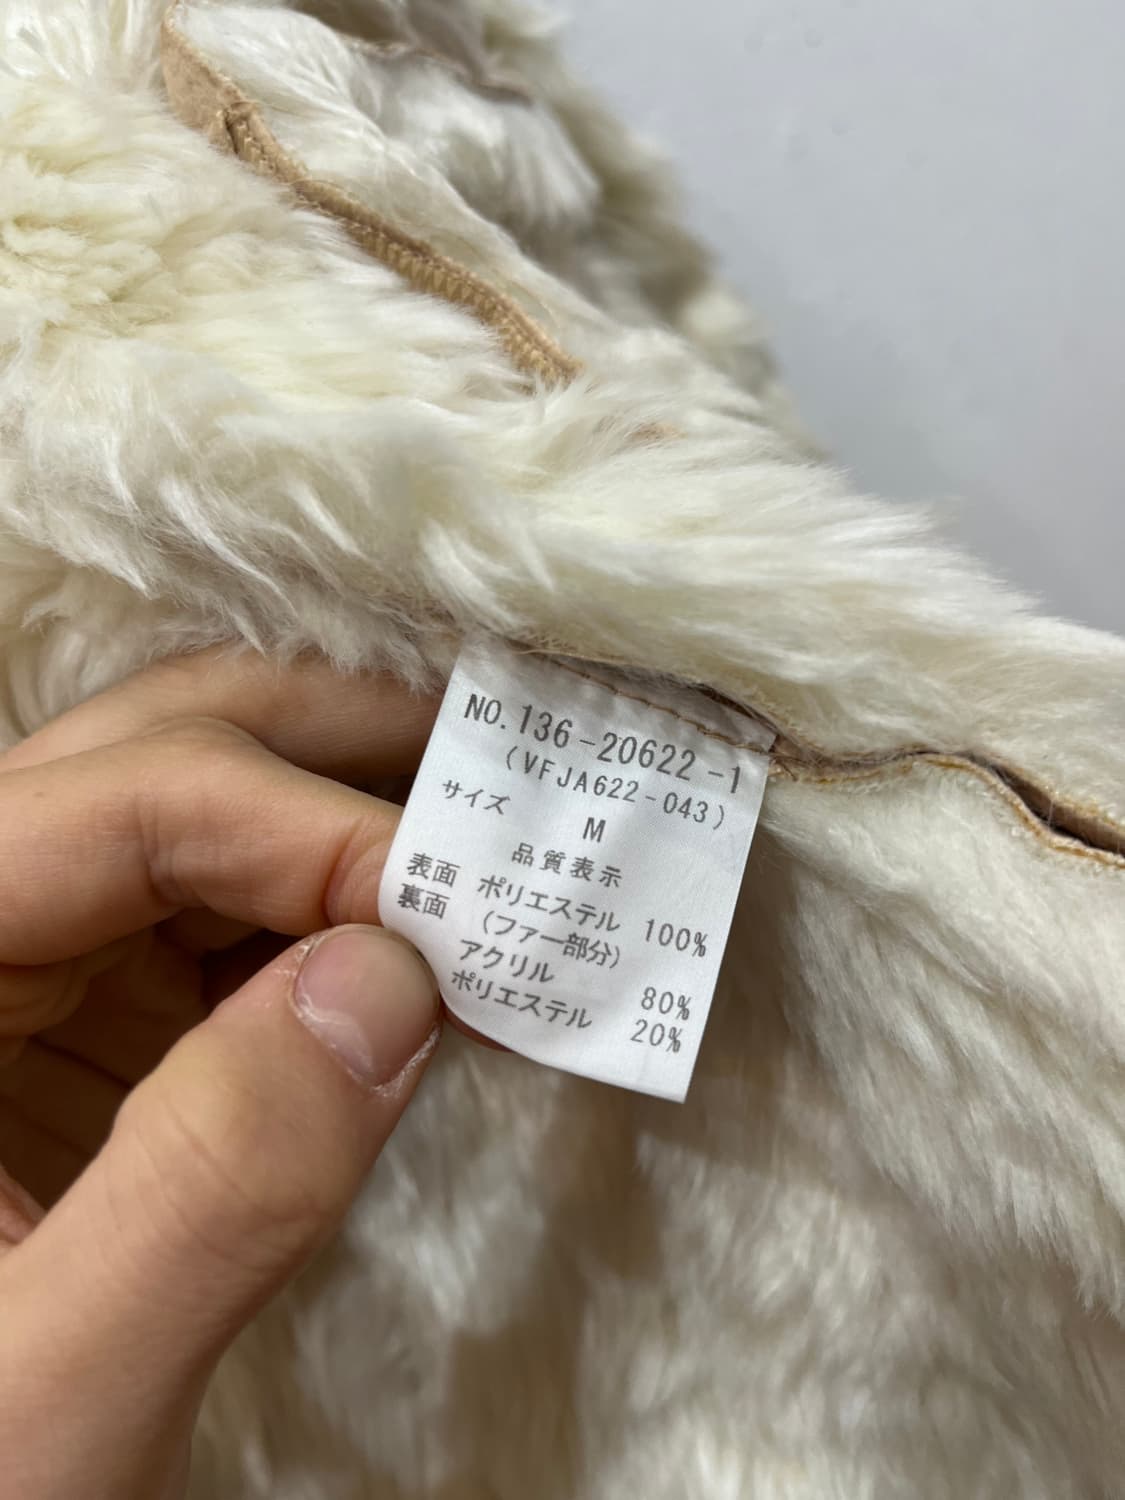 NO. 136-20622-1
(VFJA622-043)
サイズ M
品質表示
表面 ポリエステル 100%
裏面 (ファー部分)
アクリル 80%
ポリエステル 20%